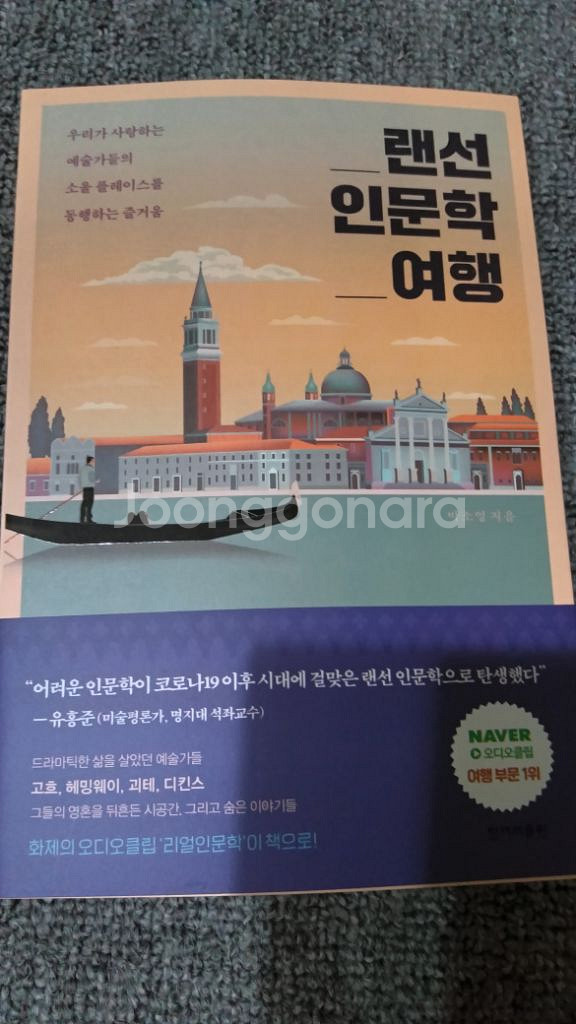 우리가 사랑하는
예술가들의
소울 플레이스를
동행하는 즐거움
랜선
인문학
여행
Joonggonara
박소영 지음
“어려운 인문학이 코로나19 이후 시대에 걸맞은 랜선 인문학으로 탄생했다”
—유홍준 (미술평론가, 명지대 석좌교수)
드라마틱한 삶을 살았던 예술가들
고흐, 헤밍웨이, 괴테, 디킨스
그들의 영혼을 뒤흔든 시공간, 그리고 숨은 이야기들
화제의 오디오클립 ‘리얼인문학’이 책으로!
NAVER
오디오클립
여행 부문 1위